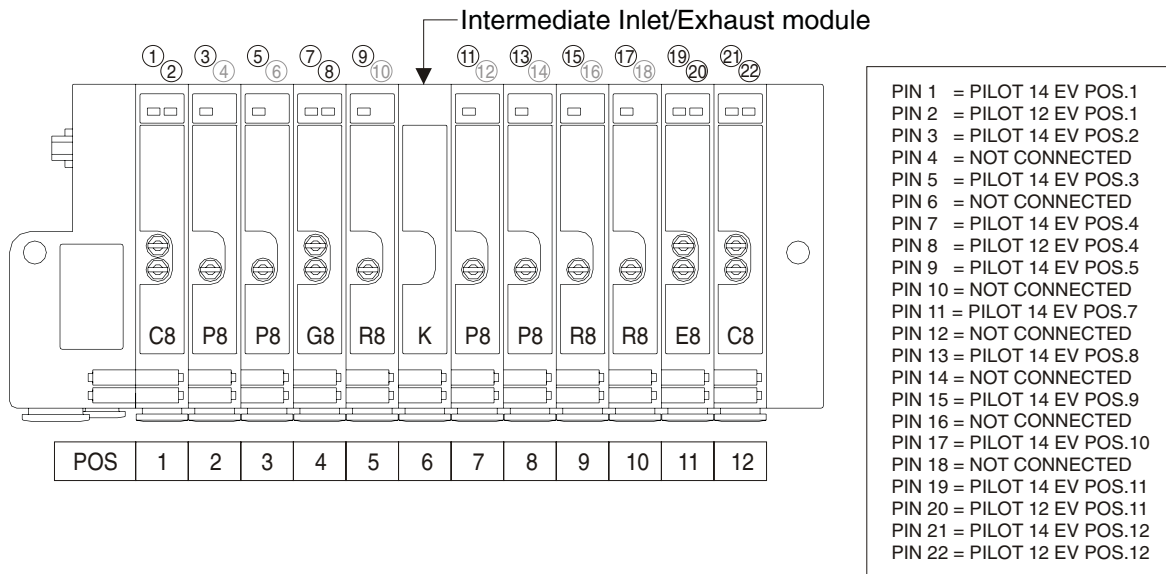 Intermediate Inlet/Exhaust module
1 2 3 4 5 6 7 8 9 10 11 12 13 14 15 16 17 18 19 20 21 22
C8 P8 P8 G8 R8 K P8 P8 R8 R8 E8 C8
POS 1 2 3 4 5 6 7 8 9 10 11 12
PIN 1 = PILOT 14 EV POS.1
PIN 2 = PILOT 12 EV POS.1
PIN 3 = PILOT 14 EV POS.2
PIN 4 = NOT CONNECTED
PIN 5 = PILOT 14 EV POS.3
PIN 6 = NOT CONNECTED
PIN 7 = PILOT 14 EV POS.4
PIN 8 = PILOT 12 EV POS.4
PIN 9 = PILOT 14 EV POS.5
PIN 10 = NOT CONNECTED
PIN 11 = PILOT 14 EV POS.7
PIN 12 = NOT CONNECTED
PIN 13 = PILOT 14 EV POS.8
PIN 14 = NOT CONNECTED
PIN 15 = PILOT 14 EV POS.9
PIN 16 = NOT CONNECTED
PIN 17 = PILOT 14 EV POS.10
PIN 18 = NOT CONNECTED
PIN 19 = PILOT 14 EV POS.11
PIN 20 = PILOT 12 EV POS.11
PIN 21 = PILOT 14 EV POS.12
PIN 22 = PILOT 12 EV POS.12